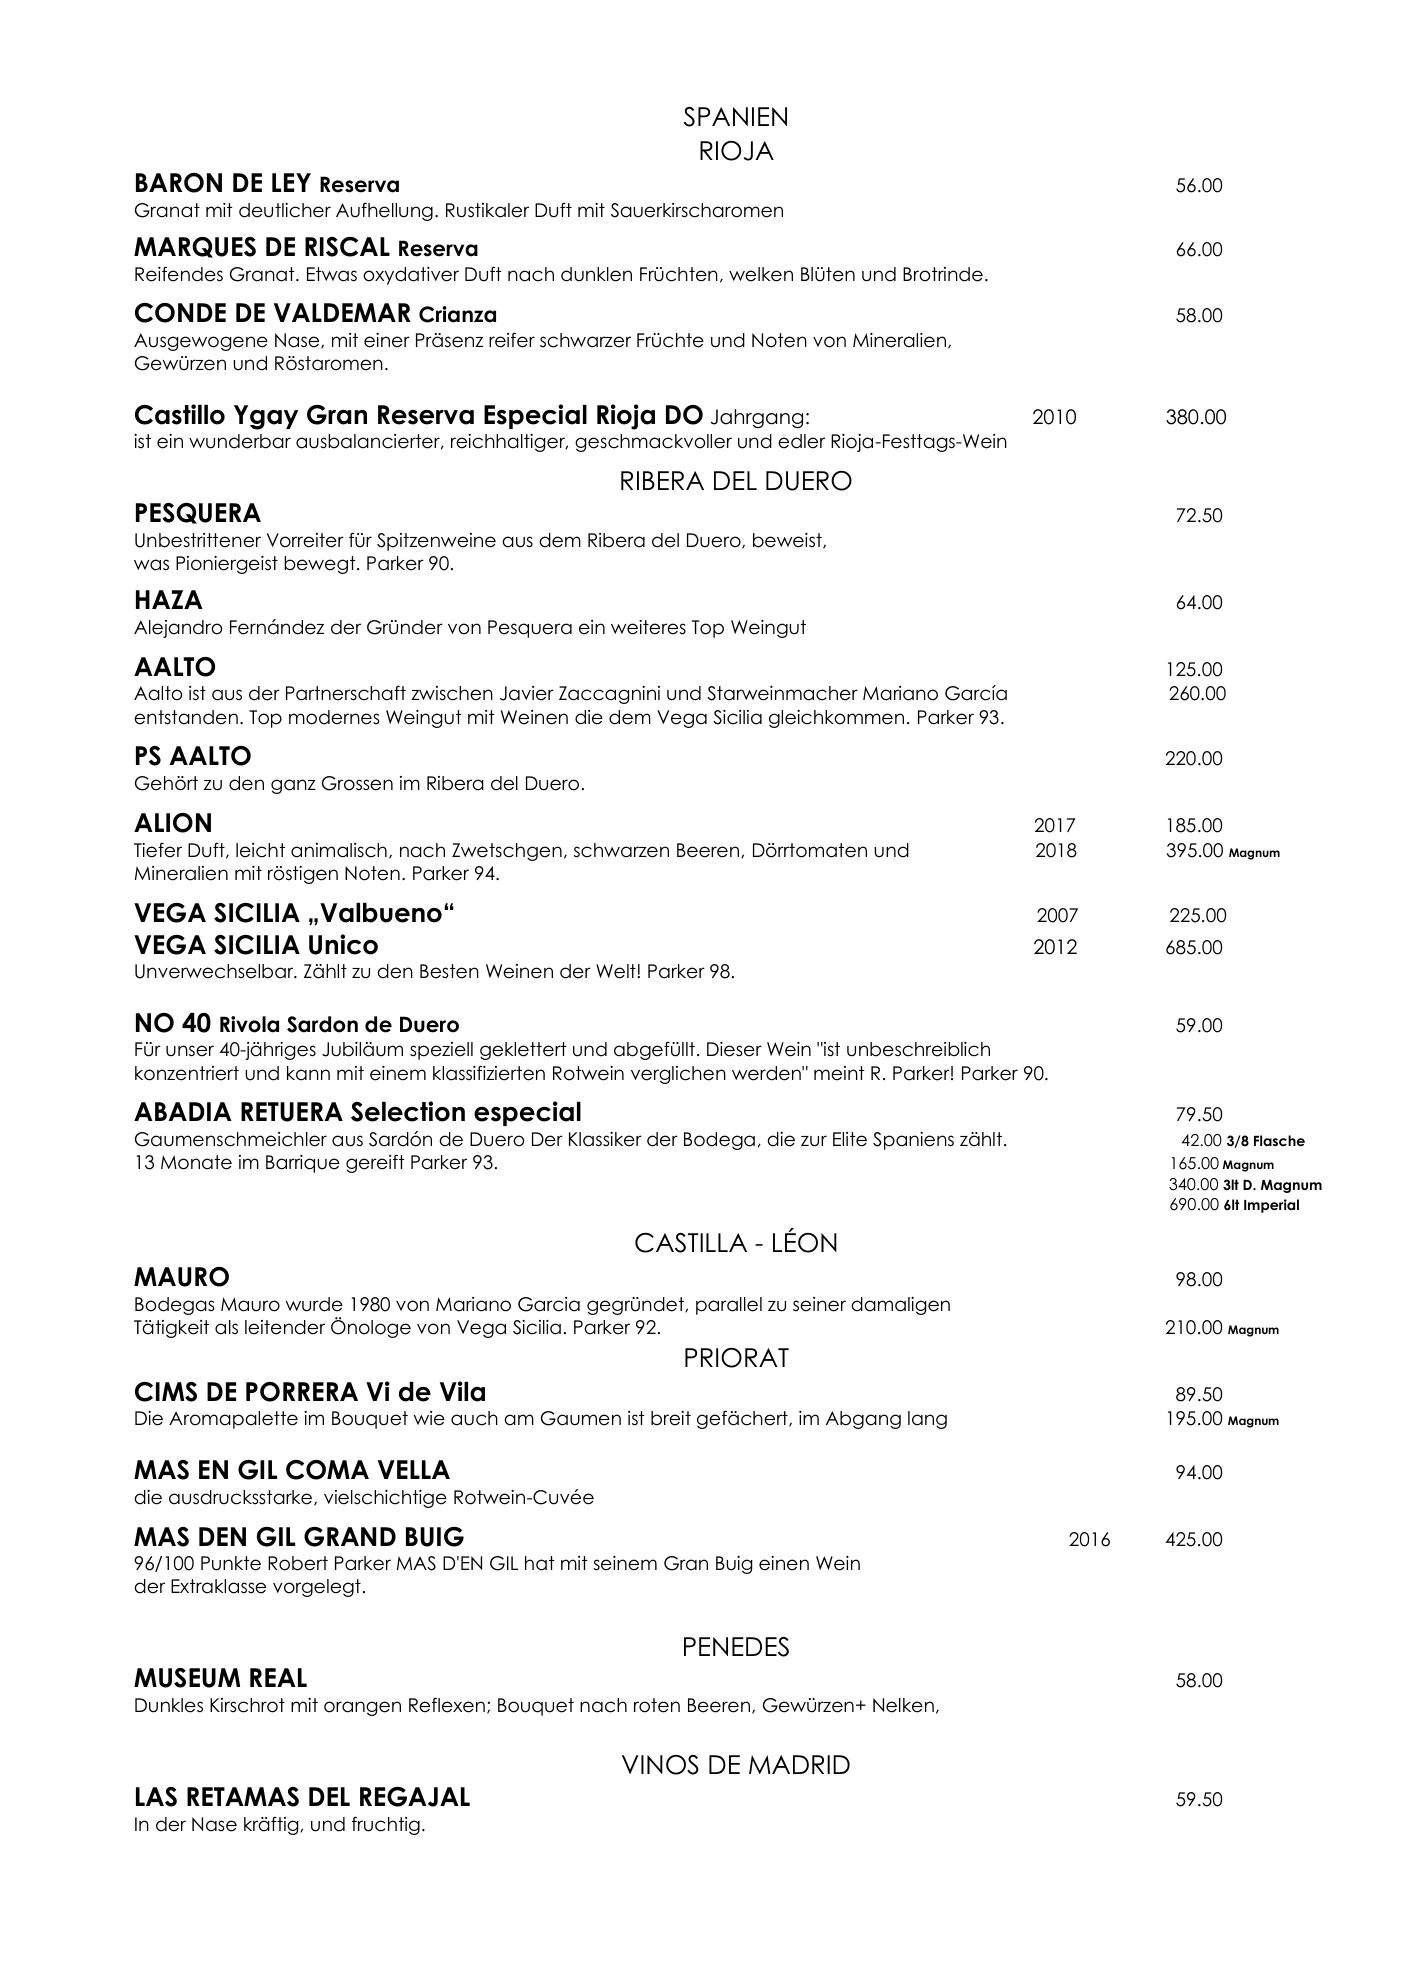 SPANIEN
RIOJA
BARON DE LEY Reserva 56.00
Granat mit deutlicher Aufhellung. Rustikaler Duft mit Sauerkirscharomen
MARQUES DE RISCAL Reserva 66.00
Reifendes Granat. Etwas oxydativer Duft nach dunklen Früchten, welken Blüten und Brotrinde.
CONDE DE VALDEMAR Crianza 58.00
Ausgewogene Nase, mit einer Präsenz reifer schwarzer Früchte und Noten von Mineralien,
Gewürzen und Röstaromen.
Castillo Ygay Gran Reserva Especial Rioja DO Jahrgang: 2010 380.00
ist ein wunderbar ausbalancierter, reichhaltiger, geschmackvoller und edler Rioja-Festtags-Wein
RIBERA DEL DUERO
PESQUERA 72.50
Unbestrittener Vorreiter für Spitzenweine aus dem Ribera del Duero, beweist,
was Pioniergeist bewegt. Parker 90.
HAZA 64.00
Alejandro Fernández der Gründer von Pesquera ein weiteres Top Weingut
AALTO 125.00
Aalto ist aus der Partnerschaft zwischen Javier Zaccagnini und Starweinmacher Mariano García 260.00
entstanden. Top modernes Weingut mit Weinen die dem Vega Sicilia gleichkommen. Parker 93.
PS AALTO 220.00
Gehört zu den ganz Grossen im Ribera del Duero.
ALION 2017 185.00
Tiefer Duft, leicht animalisch, nach Zwetschgen, schwarzen Beeren, Dörrtomaten und 2018 395.00 Magnum
Mineralien mit röstigen Noten. Parker 94.
VEGA SICILIA „Valbueno“ 2007 225.00
VEGA SICILIA Unico 2012 685.00
Unverwechselbar. Zählt zu den Besten Weinen der Welt! Parker 98.
NO 40 Rivola Sardon de Duero 59.00
Für unser 40-jähriges Jubiläum speziell geklettert und abgefüllt. Dieser Wein "ist unbeschreiblich
konzentriert und kann mit einem klassifizierten Rotwein verglichen werden" meint R. Parker! Parker 90.
ABADIA RETUERA Selection especial 79.50
Gaumenschmeichler aus Sardón de Duero Der Klassiker der Bodega, die zur Elite Spaniens zählt. 42.00 3/8 Flasche
13 Monate im Barrique gereift Parker 93. 165.00 Magnum
340.00 3lt D. Magnum
690.00 6lt Imperial
CASTILLA - LÉON
MAURO 98.00
Bodegas Mauro wurde 1980 von Mariano Garcia gegründet, parallel zu seiner damaligen
Tätigkeit als leitender Önologe von Vega Sicilia. Parker 92. 210.00 Magnum
PRIORAT
CIMS DE PORRERA Vi de Vila 89.50
Die Aromapalette im Bouquet wie auch am Gaumen ist breit gefächert, im Abgang lang 195.00 Magnum
MAS EN GIL COMA VELLA 94.00
die ausdrucksstarke, vielschichtige Rotwein-Cuvée
MAS DEN GIL GRAND BUIG 2016 425.00
96/100 Punkte Robert Parker MAS D'EN GIL hat mit seinem Gran Buig einen Wein
der Extraklasse vorgelegt.
PENEDES
MUSEUM REAL 58.00
Dunkles Kirschrot mit orangen Reflexen; Bouquet nach roten Beeren, Gewürzen+ Nelken,
VINOS DE MADRID
LAS RETAMAS DEL REGAJAL 59.50
In der Nase kräftig, und fruchtig.